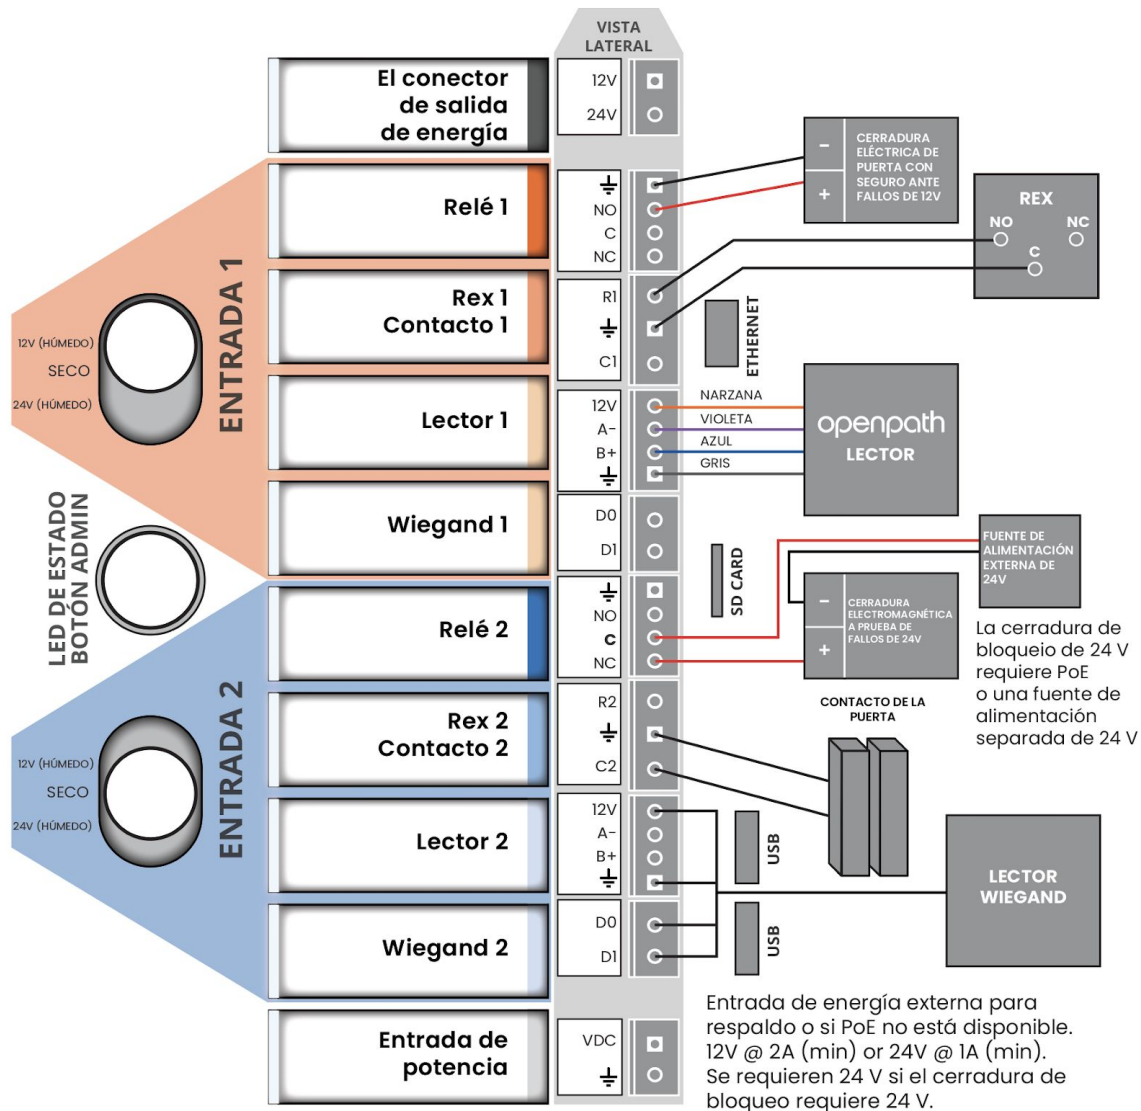 VISTA
LATERAL
El conector
de salida
de energía
12V
24V
Relé 1
⏚
NO
C
NC
Rex 1
Contacto 1
R1
⏚
C1
Lector 1
12V
A-
B+
⏚
Wiegand 1
D0
D1
ENTRADA 1
12V (HÚMEDO)
SECO
24V (HÚMEDO)
LED DE ESTADO
BOTÓN ADMIN
Relé 2
⏚
NO
C
NC
Rex 2
Contacto 2
R2
⏚
C2
Lector 2
12V
A-
B+
⏚
Wiegand 2
D0
D1
ENTRADA 2
12V (HÚMEDO)
SECO
24V (HÚMEDO)
Entrada de
potencia
VDC
⏚
-
+
CERRADURA
ELÉCTRICA DE
PUERTA CON
SEGURO ANTE
FALLOS DE 12V
REX
NO
NC
C
ETHERNET
NARZANA
VIOLETA
AZUL
GRIS
openpath
LECTOR
SD CARD
FUENTE DE
ALIMENTACIÓN
EXTERNA DE
24V
-
+
CERRADURA
ELECTROMAGNÉTICA
A PRUEBA DE
FALLOS DE 24V
La cerradura de
bloqueio de 24 V
requiere PoE
o una fuente de
alimentación
separada de 24 V
CONTACTO DE LA
PUERTA
USB
USB
LECTOR
WIEGAND
Entrada de energía externa para
respaldo o si PoE no está disponible.
12V @ 2A (min) or 24V @ 1A (min).
Se requieren 24 V si el cerradura de
bloqueo requiere 24 V.